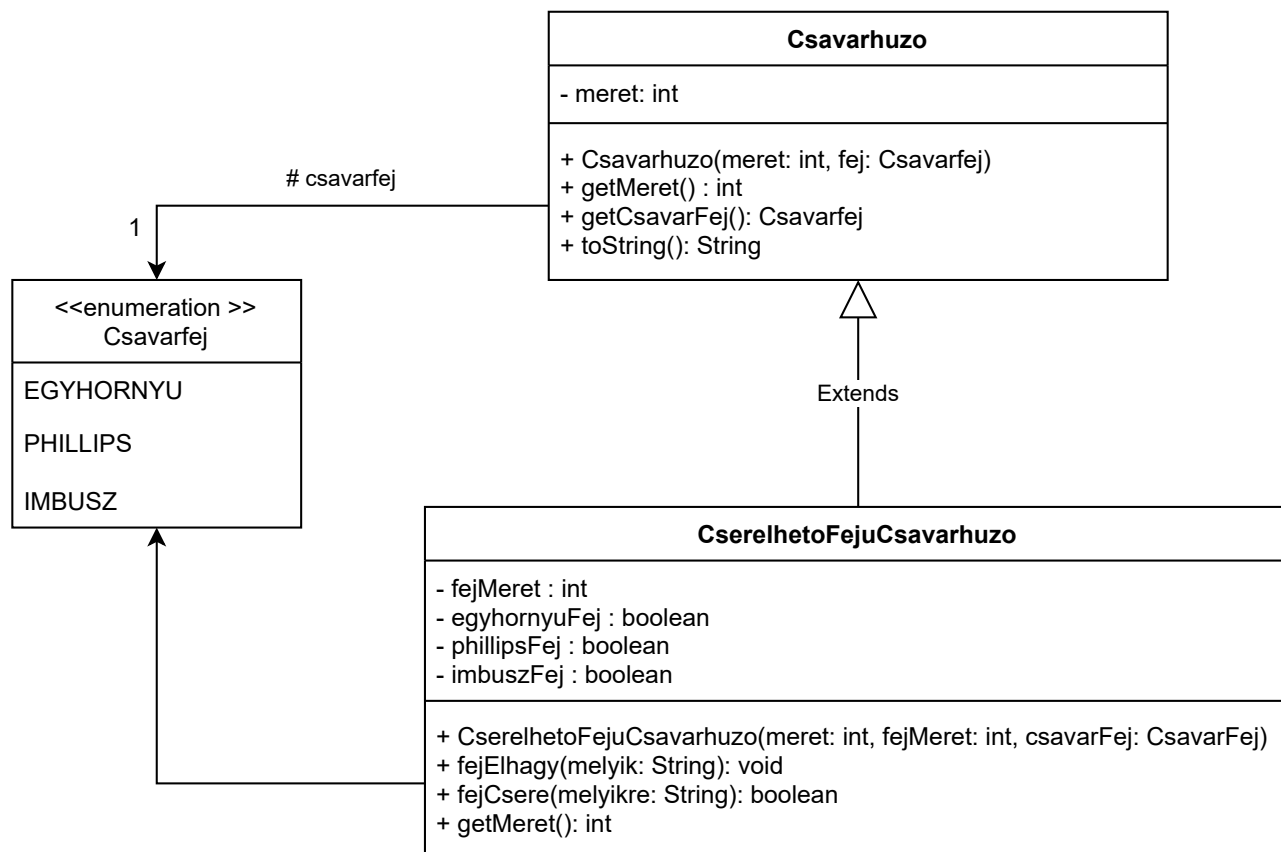 Csavarhuzo
- meret: int
+ Csavarhuzo(meret: int, fej: Csavarfej)
+ getMeret() : int
+ getCsavarFej(): Csavarfej
+ toString(): String
# csavarfej
1
<<enumeration >>
Csavarfej
EGYHORNYU
PHILLIPS
IMBUSZ
Extends
CserelhetoFejuCsavarhuzo
- fejMeret : int
- egyhornyuFej : boolean
- phillipsFej : boolean
- imbuszFej : boolean
+ CserelhetoFejuCsavarhuzo(meret: int, fejMeret: int, csavarFej: CsavarFej)
+ fejElhagy(melyik: String): void
+ fejCsere(melyikre: String): boolean
+ getMeret(): int